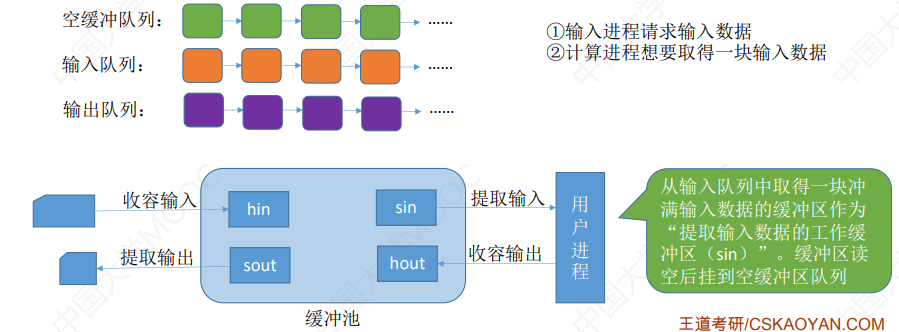 空缓冲队列：
......
输入队列：
......
输出队列：
......
①输入进程请求输入数据
②计算进程想要取得一块输入数据
收容输入
hin
sin
提取输入
提取输出
sout
hout
收容输出
用户进程
缓冲池
从输入队列中取得一块冲
满输入数据的缓冲区作为
“提取输入数据的工作缓
冲区（sin）”。缓冲区读
空后挂到空缓冲区队列
王道考研/CSKAOYAN.COM